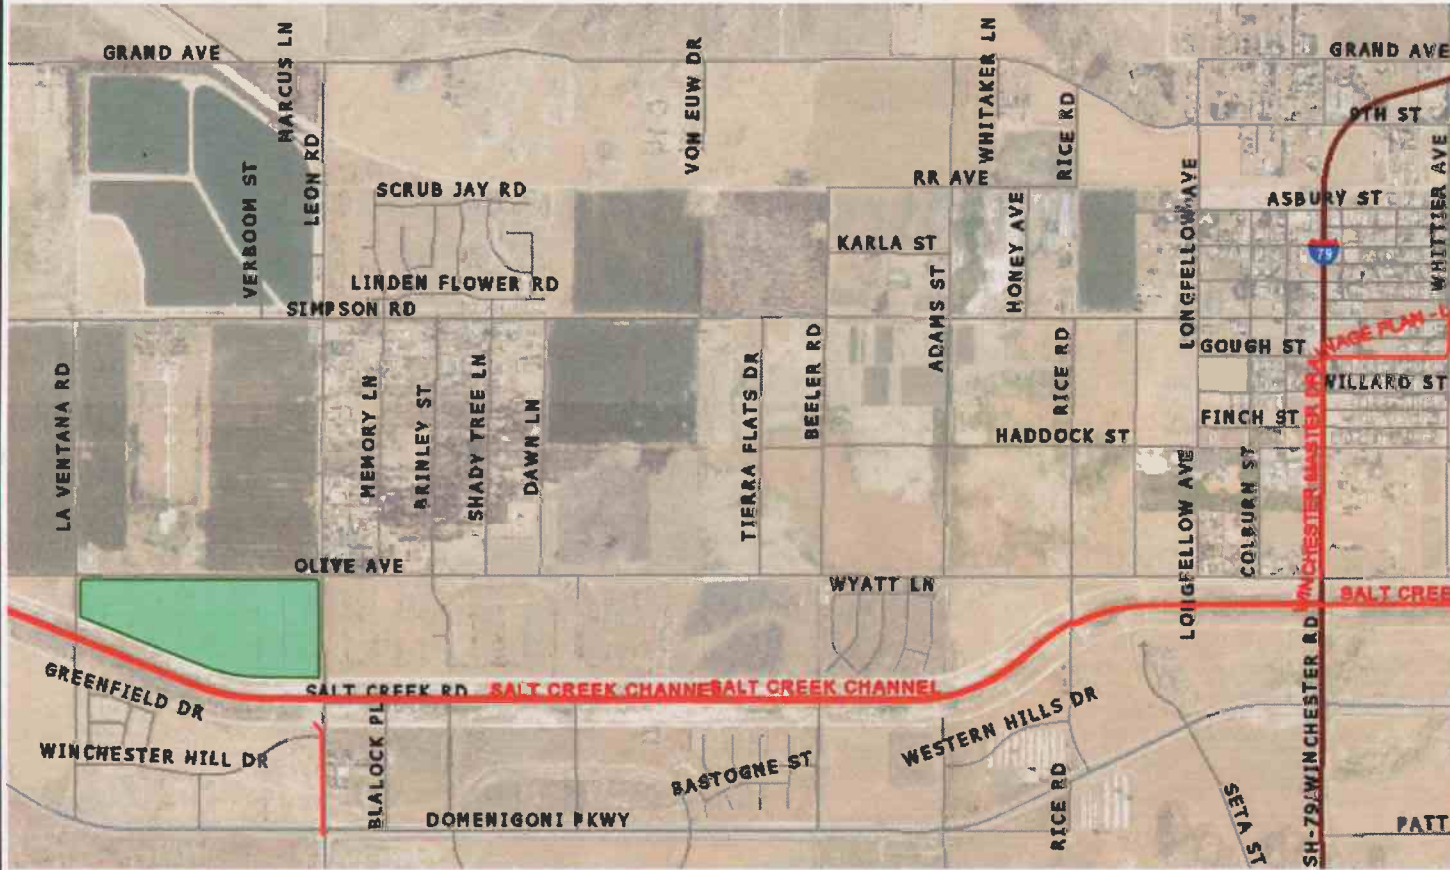 GRAND AVE
MARCUS LN
VON EUW DR
WHITAKER LN
GRAND AVE
9TH ST
RICE RD
LEON RD
VERBOOM ST
SCRUB JAY RD
RR AVE
LONGFELLOW AVE
ASBURY ST
WHITTIER AVE
KARLA ST
HONEY AVE
79
LINDEN FLOWER RD
SIMPSON RD
ADAMS ST
GOUGH ST
LA VENTANA RD
MEMORY LN
BRINLEY ST
SHADY TREE LN
DAWN LN
TIERRA FLATS DR
BEELER RD
RICE RD
WILLARD ST
FINCH ST
HADDOCK ST
WINCHESTER MASTER DRAINAGE PLAN - L
LONGFELLOW AVE
COLBURN ST
OLIVE AVE
WYATT LN
SALT CREE
GREENFIELD DR
SALT CREEK RD
SALT CREEK CHANNE
SALT CREEK CHANNEL
WINCHESTER HILL DR
BLALOCK PL
BASTOGNE ST
WESTERN HILLS DR
RICE RD
SETA ST
SH-79/WINCHESTER RD
DOMENIGONI PKWY
PATT